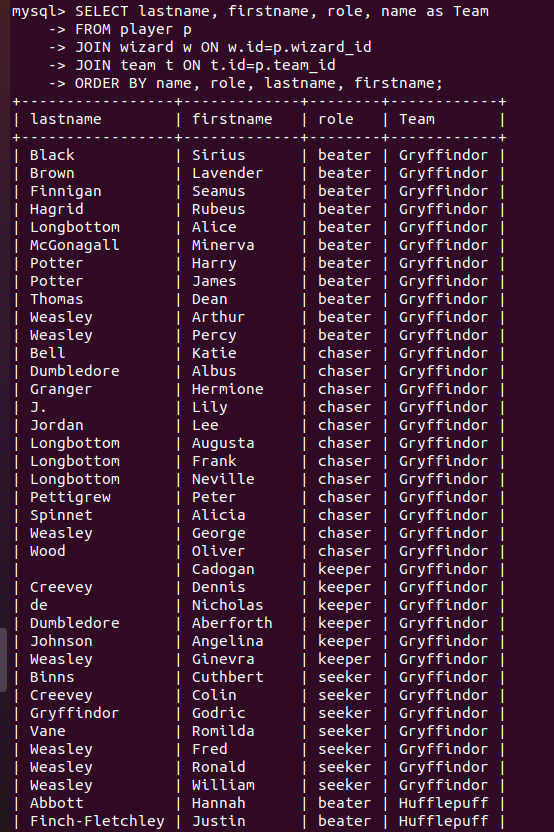 mysql> SELECT lastname, firstname, role, name as Team
    -> FROM player p
    -> JOIN wizard w ON w.id=p.wizard_id
    -> JOIN team t ON t.id=p.team_id
    -> ORDER BY name, role, lastname, firstname;
+-----------------+-------------+--------+------------+
| lastname        | firstname   | role   | Team       |
+-----------------+-------------+--------+------------+
| Black           | Sirius      | beater | Gryffindor |
| Brown           | Lavender    | beater | Gryffindor |
| Finnigan        | Seamus      | beater | Gryffindor |
| Hagrid          | Rubeus      | beater | Gryffindor |
| Longbottom      | Alice       | beater | Gryffindor |
| McGonagall      | Minerva     | beater | Gryffindor |
| Potter          | Harry       | beater | Gryffindor |
| Potter          | James       | beater | Gryffindor |
| Thomas          | Dean        | beater | Gryffindor |
| Weasley         | Arthur      | beater | Gryffindor |
| Weasley         | Percy       | beater | Gryffindor |
| Bell            | Katie       | chaser | Gryffindor |
| Dumbledore      | Albus       | chaser | Gryffindor |
| Granger         | Hermione    | chaser | Gryffindor |
| J.              | Lily        | chaser | Gryffindor |
| Jordan          | Lee         | chaser | Gryffindor |
| Longbottom      | Augusta     | chaser | Gryffindor |
| Longbottom      | Frank       | chaser | Gryffindor |
| Longbottom      | Neville     | chaser | Gryffindor |
| Pettigrew       | Peter       | chaser | Gryffindor |
| Spinnet         | Alicia      | chaser | Gryffindor |
| Weasley         | George      | chaser | Gryffindor |
| Wood            | Oliver      | chaser | Gryffindor |
|                 | Cadogan     | keeper | Gryffindor |
| Creevey         | Dennis      | keeper | Gryffindor |
| de              | Nicholas    | keeper | Gryffindor |
| Dumbledore      | Aberforth   | keeper | Gryffindor |
| Johnson         | Angelina    | keeper | Gryffindor |
| Weasley         | Ginevra     | keeper | Gryffindor |
| Binns           | Cuthbert    | seeker | Gryffindor |
| Creevey         | Colin       | seeker | Gryffindor |
| Gryffindor      | Godric      | seeker | Gryffindor |
| Vane            | Romilda     | seeker | Gryffindor |
| Weasley         | Fred        | seeker | Gryffindor |
| Weasley         | Ronald      | seeker | Gryffindor |
| Weasley         | William     | seeker | Gryffindor |
| Abbott          | Hannah      | beater | Hufflepuff |
| Finch-Fletchley | Justin      | beater | Hufflepuff |